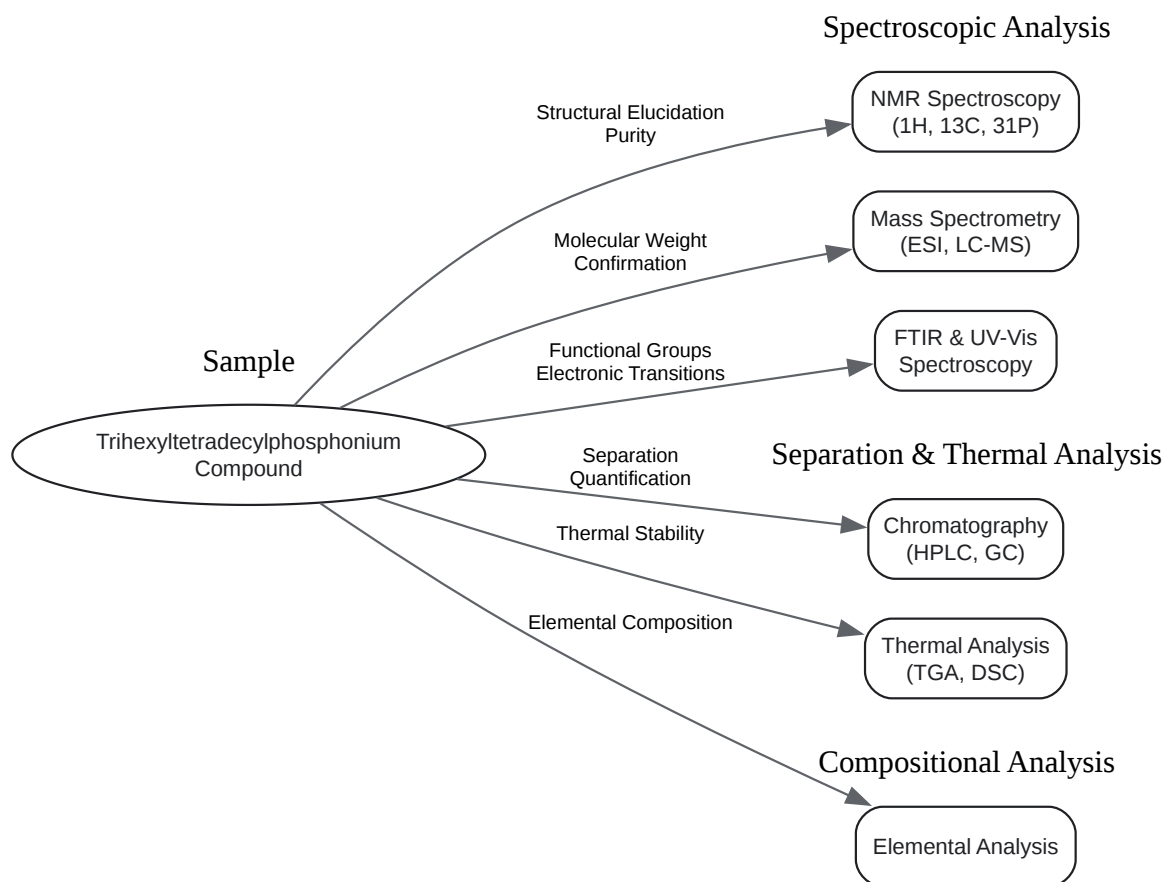 Spectroscopic Analysis
NMR Spectroscopy
(1H, 13C, 31P)
Structural Elucidation
Purity
Mass Spectrometry
(ESI, LC-MS)
Molecular Weight
Confirmation
FTIR & UV-Vis
Spectroscopy
Functional Groups
Electronic Transitions
Sample
Trihexyltetradecylphosphonium
Compound
Separation & Thermal Analysis
Separation
Quantification
Chromatography
(HPLC, GC)
Thermal Stability
Thermal Analysis
(TGA, DSC)
Elemental Composition
Compositional Analysis
Elemental Analysis